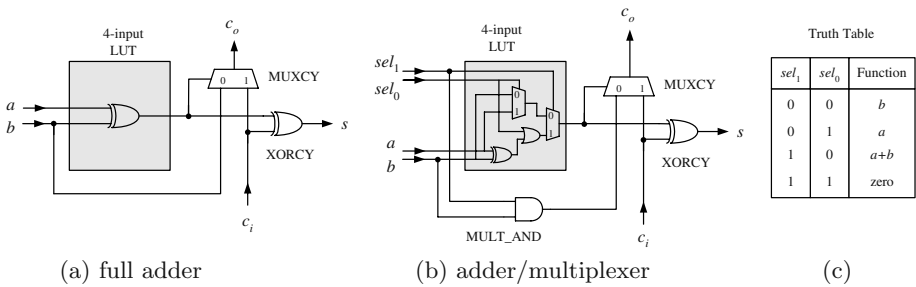 4-input
LUT
c_o
0 1
MUXCY
a
b
s
XORCY
c_i
(a) full adder
4-input
LUT
c_o
sel_1
sel_0
0
1
0
1
0 1
MUXCY
a
b
s
XORCY
MULT_AND
c_i
(b) adder/multiplexer
Truth Table
sel_1 sel_0 Function
0 0 b
0 1 a
1 0 a+b
1 1 zero
(c)